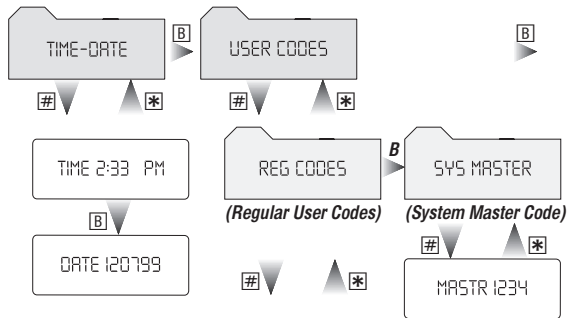 TIME-DATE B USER CODES B
# * # *
TIME 2:33 PM REG CODES B SYS MASTER
(Regular User Codes) (System Master Code)
B # *
DATE 120799 # * MASTR 1234